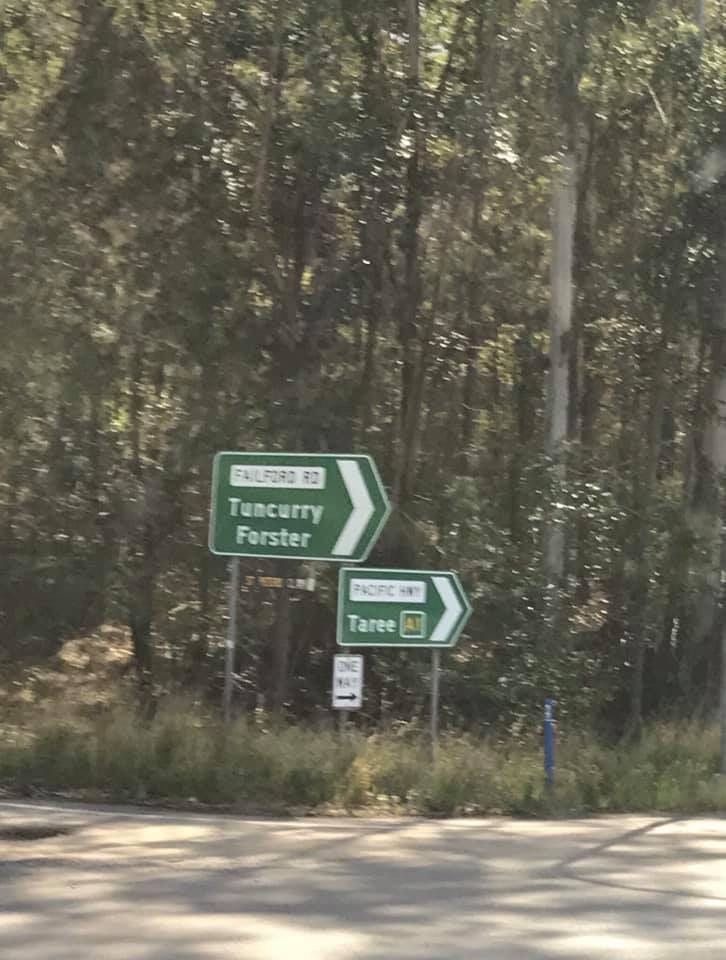 FAILFORD RD
Tuncurry
Forster
PACIFIC HWY
Taree A1
ONE
WAY